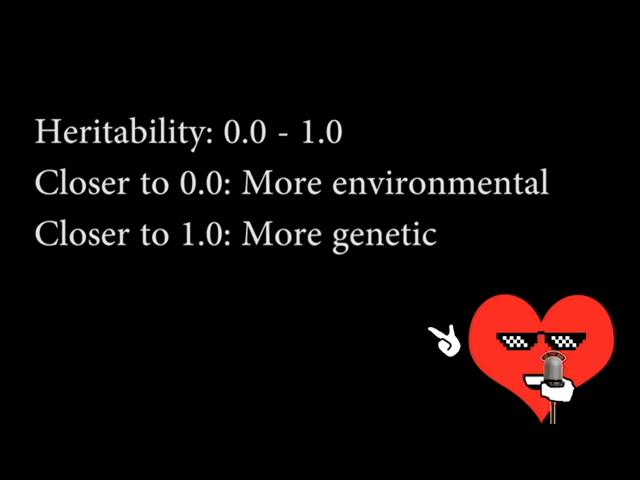 Heritability: 0.0 - 1.0
Closer to 0.0: More environmental
Closer to 1.0: More genetic